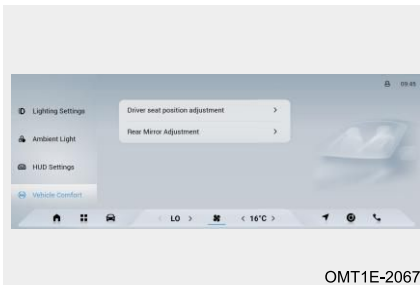 09:05
Lighting Settings
Driver seat position adjustment >
Rear Mirror Adjustment >
Ambient Light
HUD Settings
Vehicle Comfort
< LO >
< 16°C >
OMT1E-2067